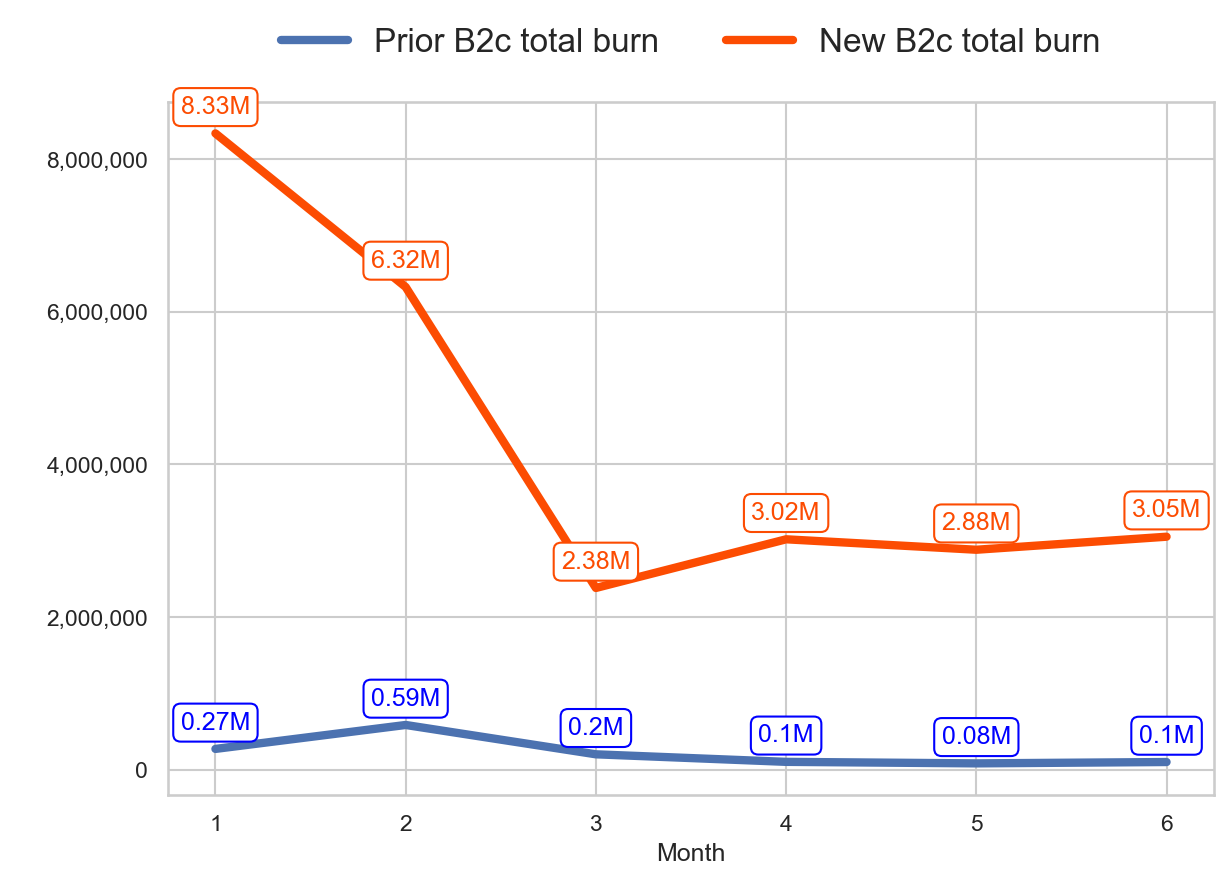 Prior B2c total burn New B2c total burn
8.33M
8,000,000
6.32M
6,000,000
4,000,000
3.02M 2.88M 3.05M
2.38M
2,000,000
0.27M 0.59M 0.2M 0.1M 0.08M 0.1M
0
1 2 3 4 5 6
Month